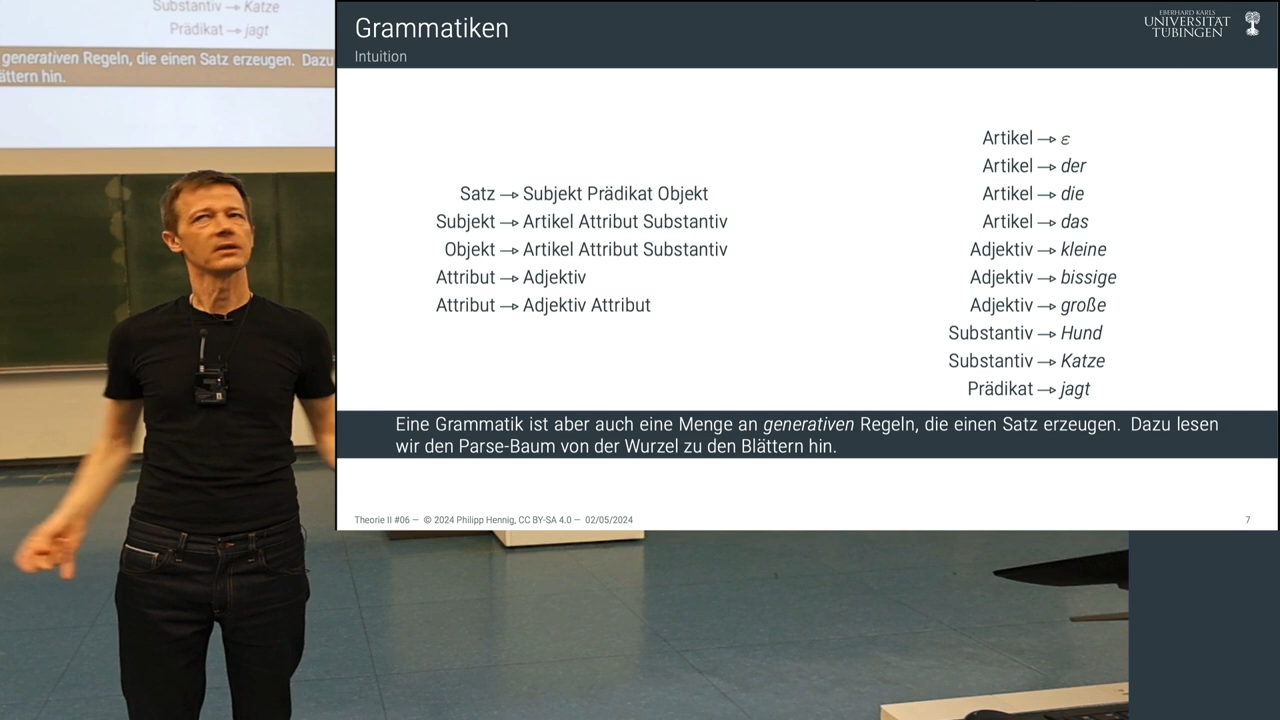 Substantiv → Katze
Prädikat → jagt
generativen Regeln, die einen Satz erzeugen. Dazu
ättern hin.
Grammatiken
Intuition
EBERHARD KARLS
UNIVERSITAT
TUBINGEN
Satz → Subjekt Prädikat Objekt
Subjekt → Artikel Attribut Substantiv
Objekt → Artikel Attribut Substantiv
Attribut → Adjektiv
Attribut → Adjektiv Attribut
Artikel → ε
Artikel → der
Artikel → die
Artikel → das
Adjektiv → kleine
Adjektiv → bissige
Adjektiv → große
Substantiv → Hund
Substantiv → Katze
Prädikat → jagt
Eine Grammatik ist aber auch eine Menge an generativen Regeln, die einen Satz erzeugen. Dazu lesen
wir den Parse-Baum von der Wurzel zu den Blättern hin.
Theorie II #06 — © 2024 Philipp Hennig, CC BY-SA 4.0 — 02/05/2024
7